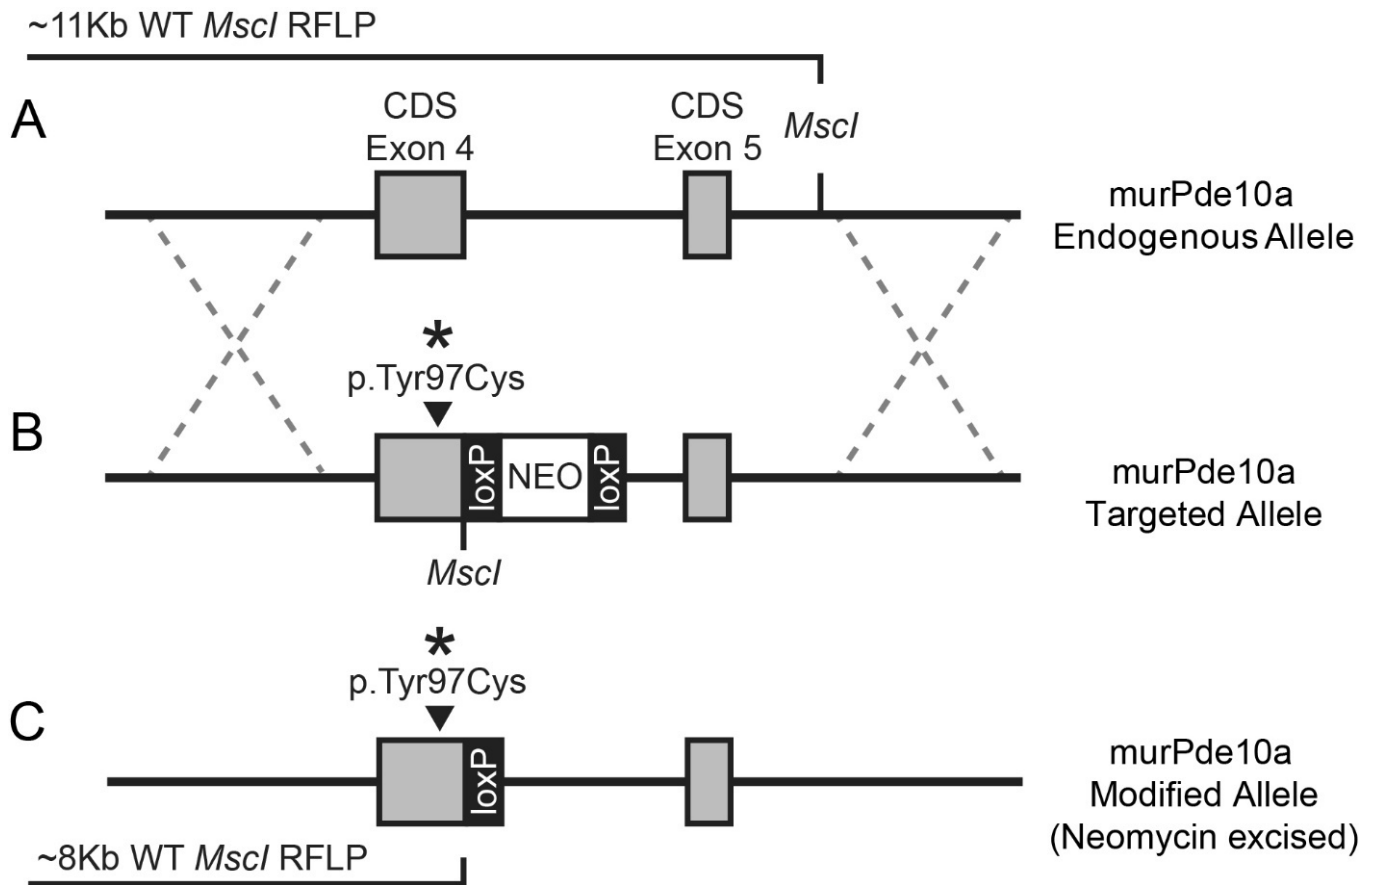 ~11Kb WT MscI RFLP
A
CDS
Exon 4
CDS
Exon 5
MscI
murPde10a
Endogenous Allele
*
p.Tyr97Cys
B
loxP
NEO
loxP
murPde10a
Targeted Allele
MscI
*
p.Tyr97Cys
C
loxP
murPde10a
Modified Allele
(Neomycin excised)
~8Kb WT MscI RFLP